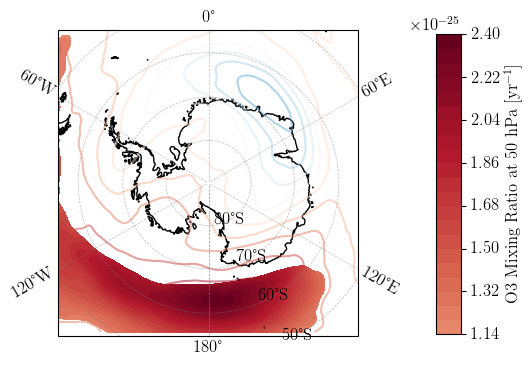 0°
60°W
60°E
80°S
70°S
60°S
50°S
120°W
120°E
180°
×10⁻²⁵
2.40
2.22
2.04
1.86
1.68
1.50
1.32
1.14
O3 Mixing Ratio at 50 hPa [yr⁻¹]